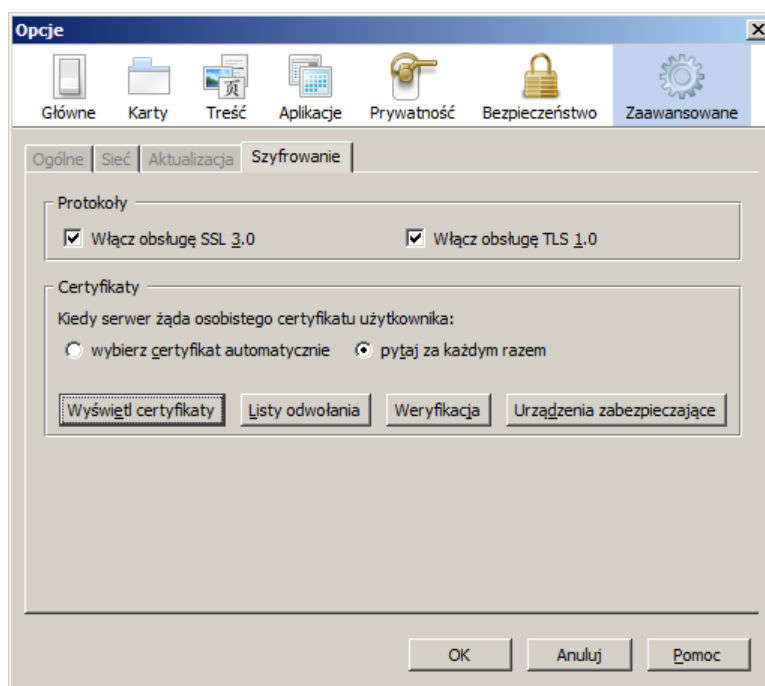 Opcje
Główne Karty Treść Aplikacje Prywatność Bezpieczeństwo Zaawansowane
Ogólne Sieć Aktualizacja Szyfrowanie
Protokoły
Włącz obsługę SSL 3.0 Włącz obsługę TLS 1.0
Certyfikaty
Kiedy serwer żąda osobistego certyfikatu użytkownika:
wybierz certyfikat automatycznie pytaj za każdym razem
Wyświetl certyfikaty Listy odwołania Weryfikacja Urządzenia zabezpieczające
OK Anuluj Pomoc